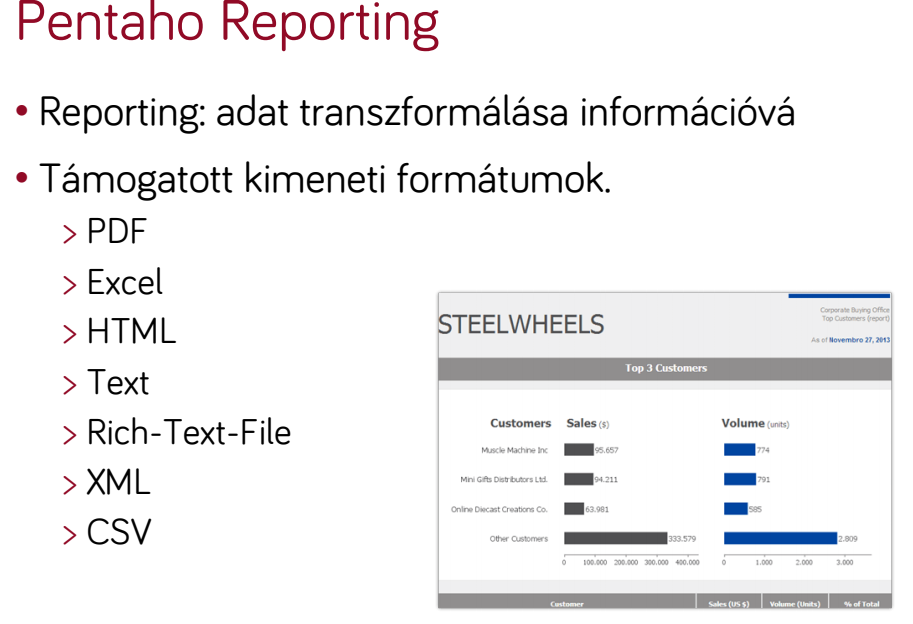 Pentaho Reporting
• Reporting: adat transzformálása információvá
• Támogatott kimeneti formátumok.
> PDF
> Excel
> HTML
> Text
> Rich-Text-File
> XML
> CSV
STEELWHEELS
Corporate Buying Office
Top Customers (report)
As of Novembro 27, 2013
Top 3 Customers
Customers Sales ($) Volume (units)
Muscle Machine Inc 95.657 774
Mini Gifts Distributors Ltd. 94.211 791
Online Diecast Creations Co. 63.981 585
Other Customers 333.579 2.809
0 100.000 200.000 300.000 400.000 0 1.000 2.000 3.000
Customer Sales (US $) Volume (Units) % of Total